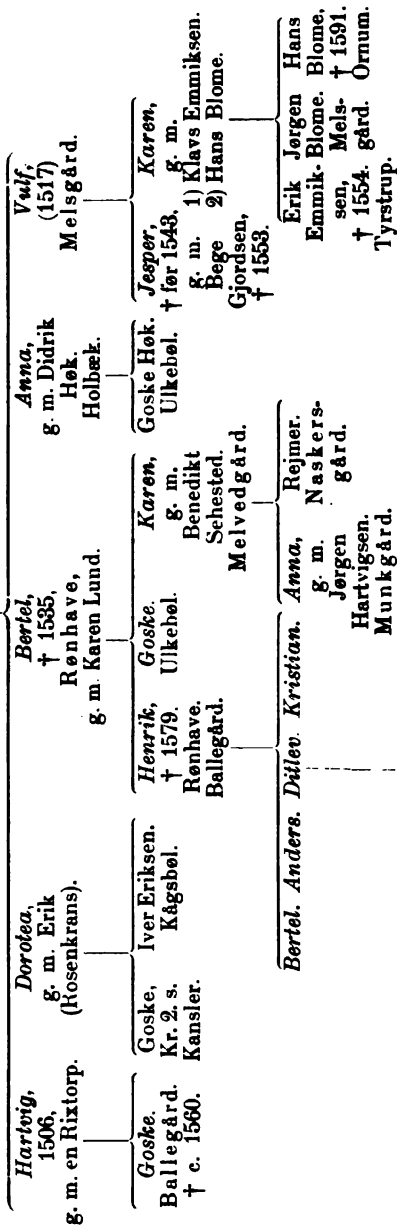 Hartvig,
1506,
g. m. en Rixtorp.
Dorotea,
g. m. Erik
(Rosenkrans).
Bertel,
† 1535,
Rønhave,
g. m. Karen Lund.
Anna,
g. m. Didrik
Høk.
Holbæk.
Vulf,
(1517)
Melsgård.
Goske.
Ballegård.
† c. 1560.
Goske,
Kr. 2. s.
Kansler.
Iver Eriksen.
Kågsbøl.
Henrik,
† 1579.
Rønhave.
Ballegård.
Goske.
Ulkebøl.
Karen,
g. m.
Benedikt
Sehested.
Melvedgård.
Goske Høk.
Ulkebøl.
Jesper,
† før 1543,
g. m.
Bege
Gjordsen,
† 1553.
Karen,
g. m.
1) Klavs Emmiksen.
2) Hans Blome.
Bertel. Anders. Ditlev. Kristian.
Anna,
g. m.
Jørgen
Hartvigsen.
Munkgård.
Rejmer.
Naskers-
gård.
Erik
Emmik-
sen,
† 1554.
Tyrstrup.
Jørgen
Blome.
Mels-
gård.
Hans
Blome,
† 1591.
Ornum.